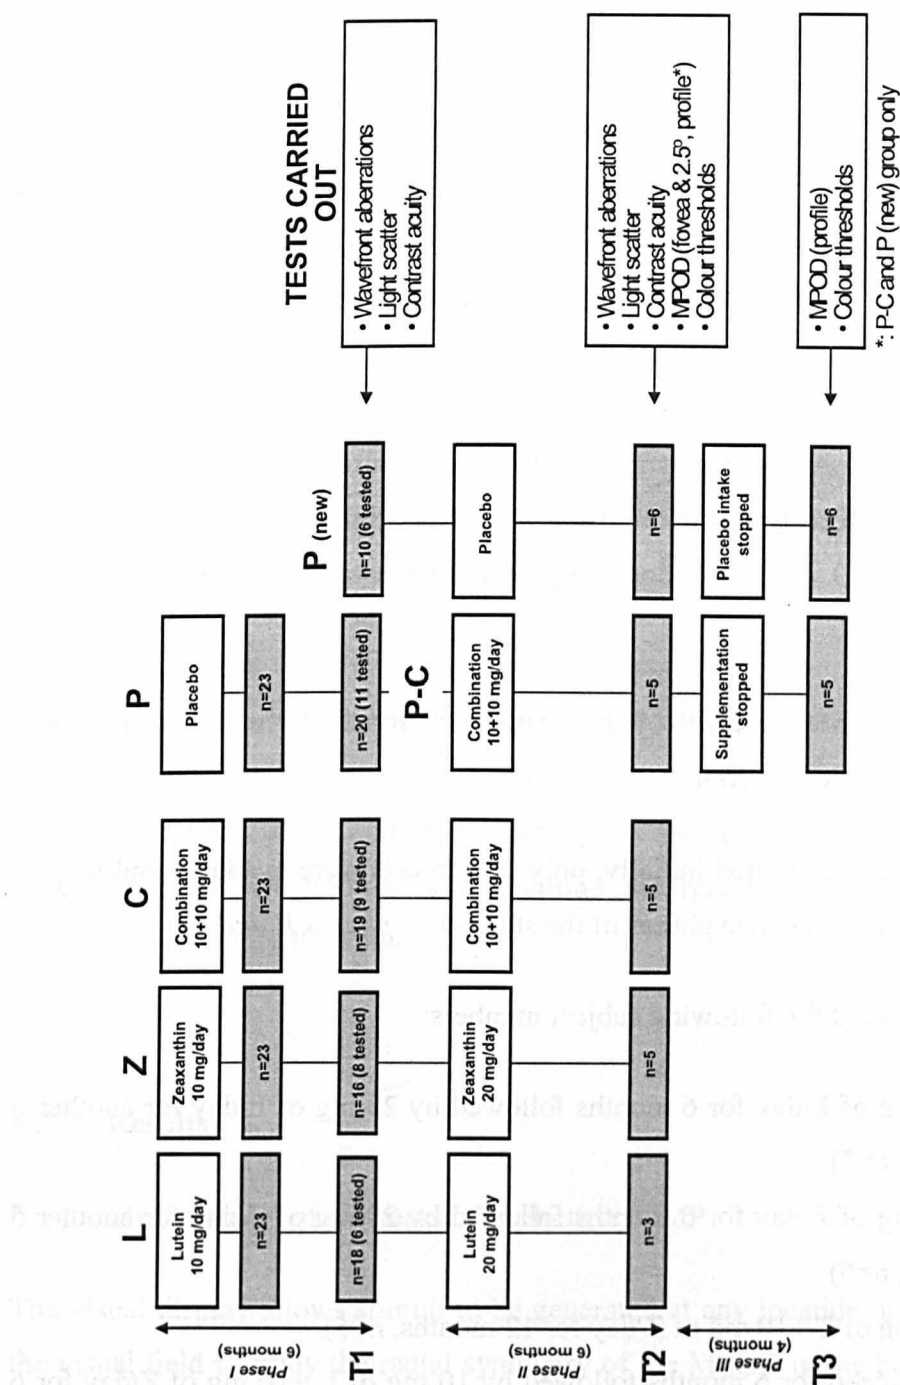 TESTS CARRIED
OUT
L
Z
C
P
Lutein
10 mg/day
Zeaxanthin
10 mg/day
Combination
10+10 mg/day
Placebo
Phase I
(6 months)
n=23
n=23
n=23
n=23
P (new)
T1
n=18 (6 tested)
n=16 (8 tested)
n=19 (9 tested)
n=20 (11 tested)
n=10 (6 tested)
• Wavefront aberrations
• Light scatter
• Contrast acuity
P-C
Phase II
(6 months)
Lutein
20 mg/day
Zeaxanthin
20 mg/day
Combination
10+10 mg/day
Combination
10+10 mg/day
Placebo
T2
n=3
n=5
n=5
n=5
n=6
• Wavefront aberrations
• Light scatter
• Contrast acuity
• MPOD (fovea & 2.5º, profile*)
• Colour thresholds
Phase III
(4 months)
Supplementation
stopped
Placebo intake
stopped
T3
n=5
n=6
• MPOD (profile)
• Colour thresholds
*: P-C and P (new) group only